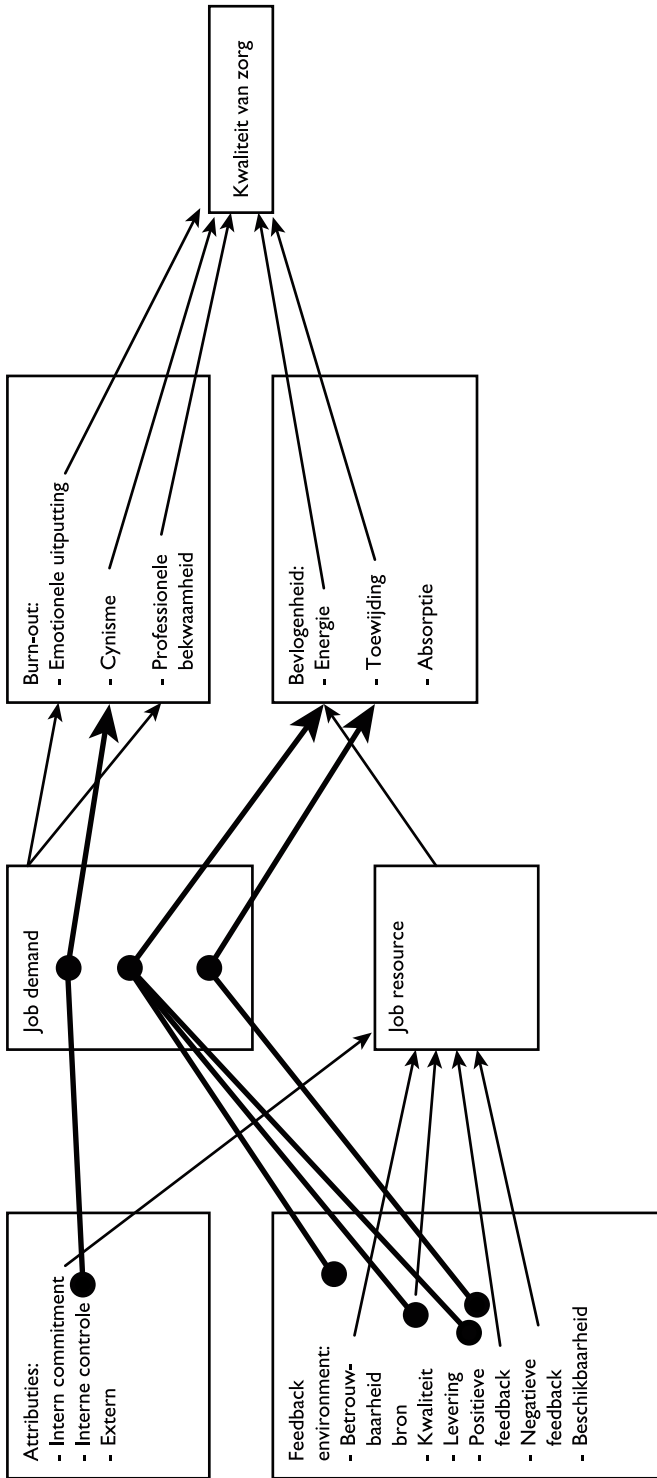 Attributies:
- Intern commitment
- Interne controle
- Extern
Feedback
environment:
- Betrouw-
baarheid
bron
- Kwaliteit
- Levering
- Positieve
feedback
- Negatieve
feedback
- Beschikbaarheid
Job demand
Job resource
Burn-out:
- Emotionele uitputting
- Cynisme
- Professionele
bekwaamheid
Bevlogenheid:
- Energie
- Toewijding
- Absorptie
Kwaliteit van zorg